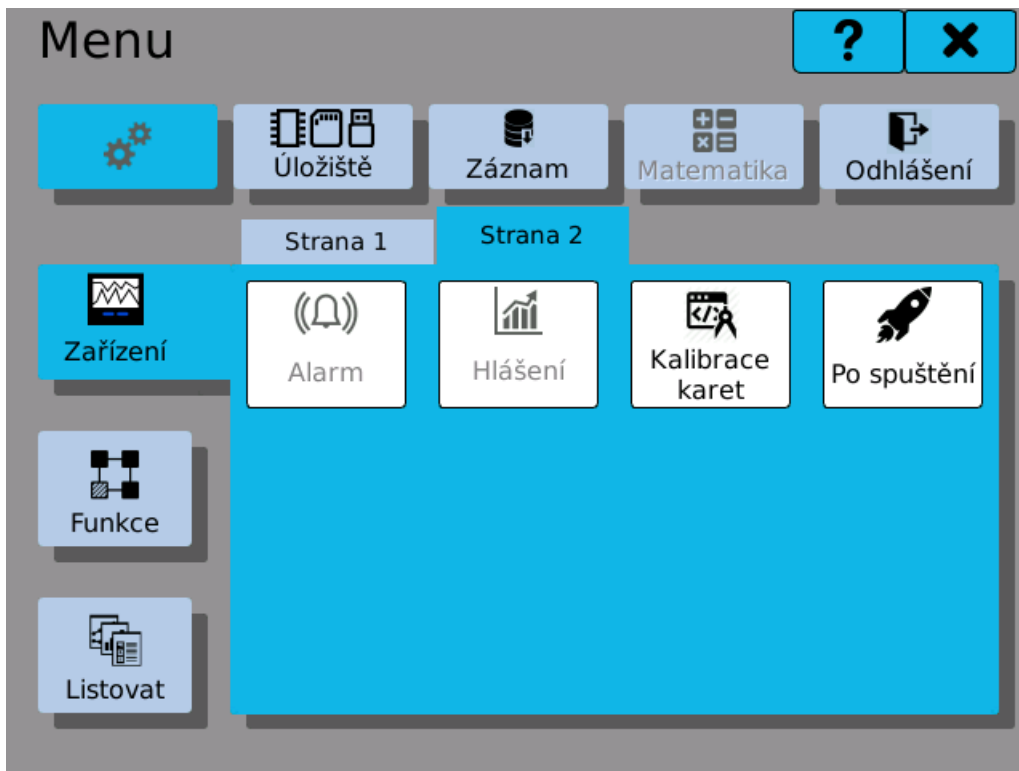 Menu
?
Úložiště
Záznam
Matematika
Odhlášení
Strana 1
Strana 2
Zařízení
Alarm
Hlášení
Kalibrace
karet
Po spuštění
Funkce
Listovat